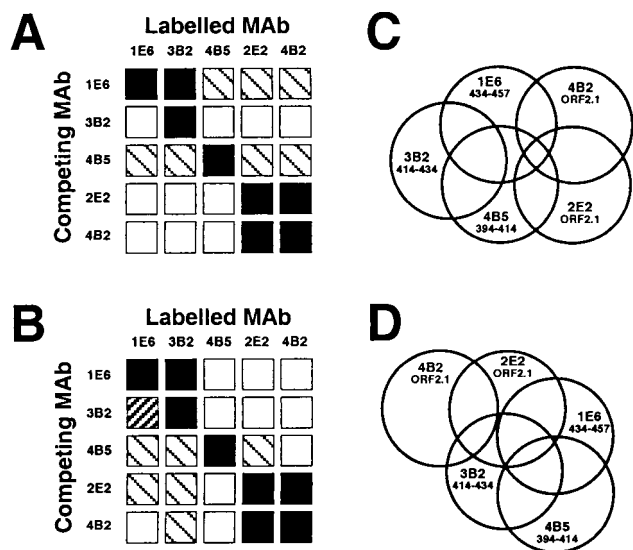 A
Labelled MAb
1E6 3B2 4B5 2E2 4B2
Competing MAb
1E6
3B2
4B5
2E2
4B2
C
1E6
434-457
4B2
ORF2.1
3B2
414-434
4B5
394-414
2E2
ORF2.1
B
Labelled MAb
1E6 3B2 4B5 2E2 4B2
Competing MAb
1E6
3B2
4B5
2E2
4B2
D
4B2
ORF2.1
2E2
ORF2.1
1E6
434-457
3B2
414-434
4B5
394-414